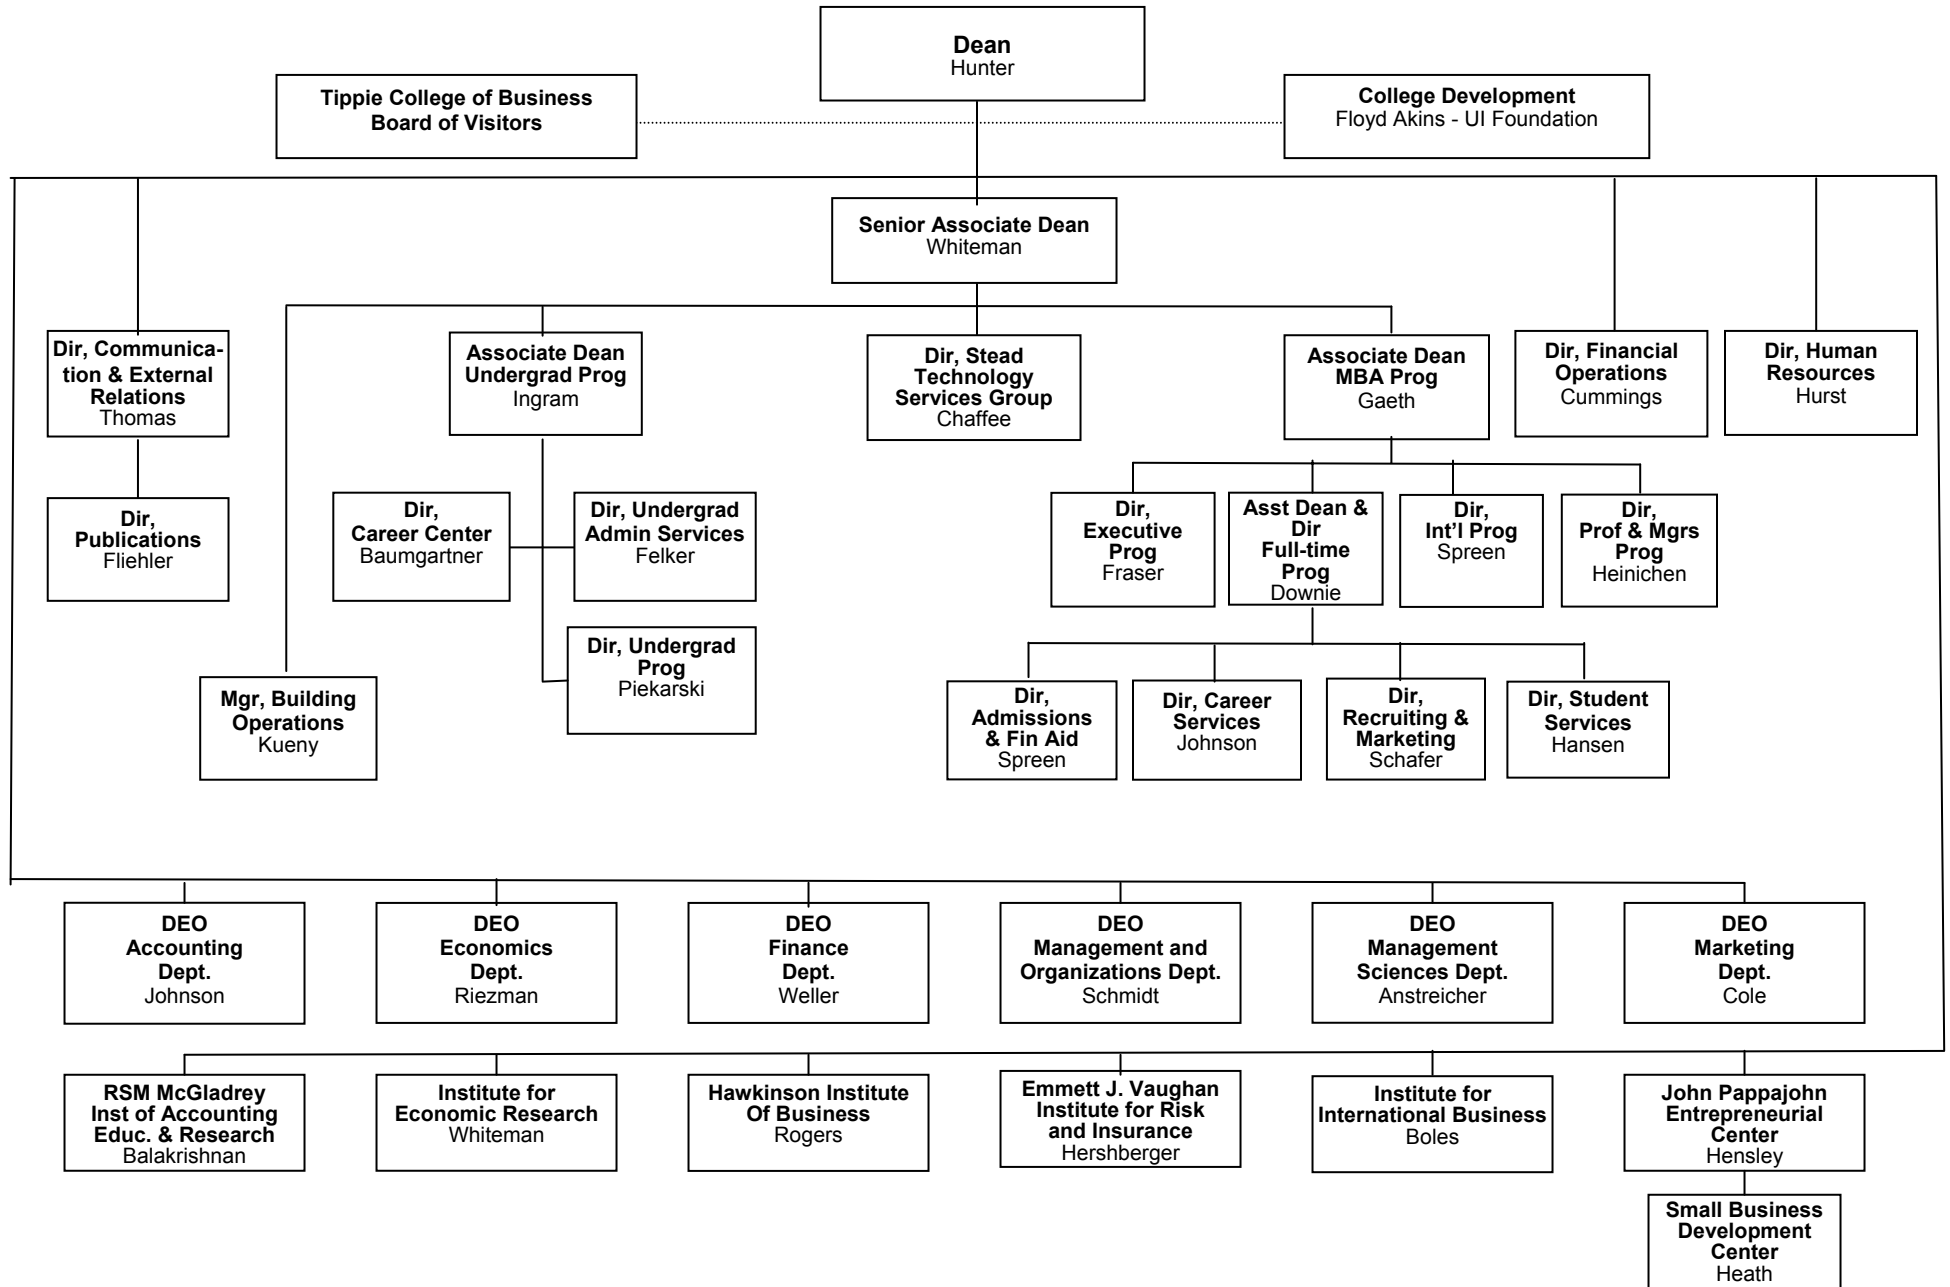 Dean
Hunter
Tippie College of Business
Board of Visitors
College Development
Floyd Akins - UI Foundation
Senior Associate Dean
Whiteman
Dir, Communica-
tion & External
Relations
Thomas
Associate Dean
Undergrad Prog
Ingram
Dir, Stead
Technology
Services Group
Chaffee
Associate Dean
MBA Prog
Gaeth
Dir, Financial
Operations
Cummings
Dir, Human
Resources
Hurst
Dir,
Publications
Fliehler
Dir,
Career Center
Baumgartner
Dir, Undergrad
Admin Services
Felker
Dir,
Executive
Prog
Fraser
Asst Dean &
Dir
Full-time
Prog
Downie
Dir,
Int'l Prog
Spreen
Dir,
Prof & Mgrs
Prog
Heinichen
Dir, Undergrad
Prog
Piekarski
Mgr, Building
Operations
Kueny
Dir,
Admissions
& Fin Aid
Spreen
Dir, Career
Services
Johnson
Dir,
Recruiting &
Marketing
Schafer
Dir, Student
Services
Hansen
DEO
Accounting
Dept.
Johnson
DEO
Economics
Dept.
Riezman
DEO
Finance
Dept.
Weller
DEO
Management and
Organizations Dept.
Schmidt
DEO
Management
Sciences Dept.
Anstreicher
DEO
Marketing
Dept.
Cole
RSM McGladrey
Inst of Accounting
Educ. & Research
Balakrishnan
Institute for
Economic Research
Whiteman
Hawkinson Institute
Of Business
Rogers
Emmett J. Vaughan
Institute for Risk
and Insurance
Hershberger
Institute for
International Business
Boles
John Pappajohn
Entrepreneurial
Center
Hensley
Small Business
Development
Center
Heath